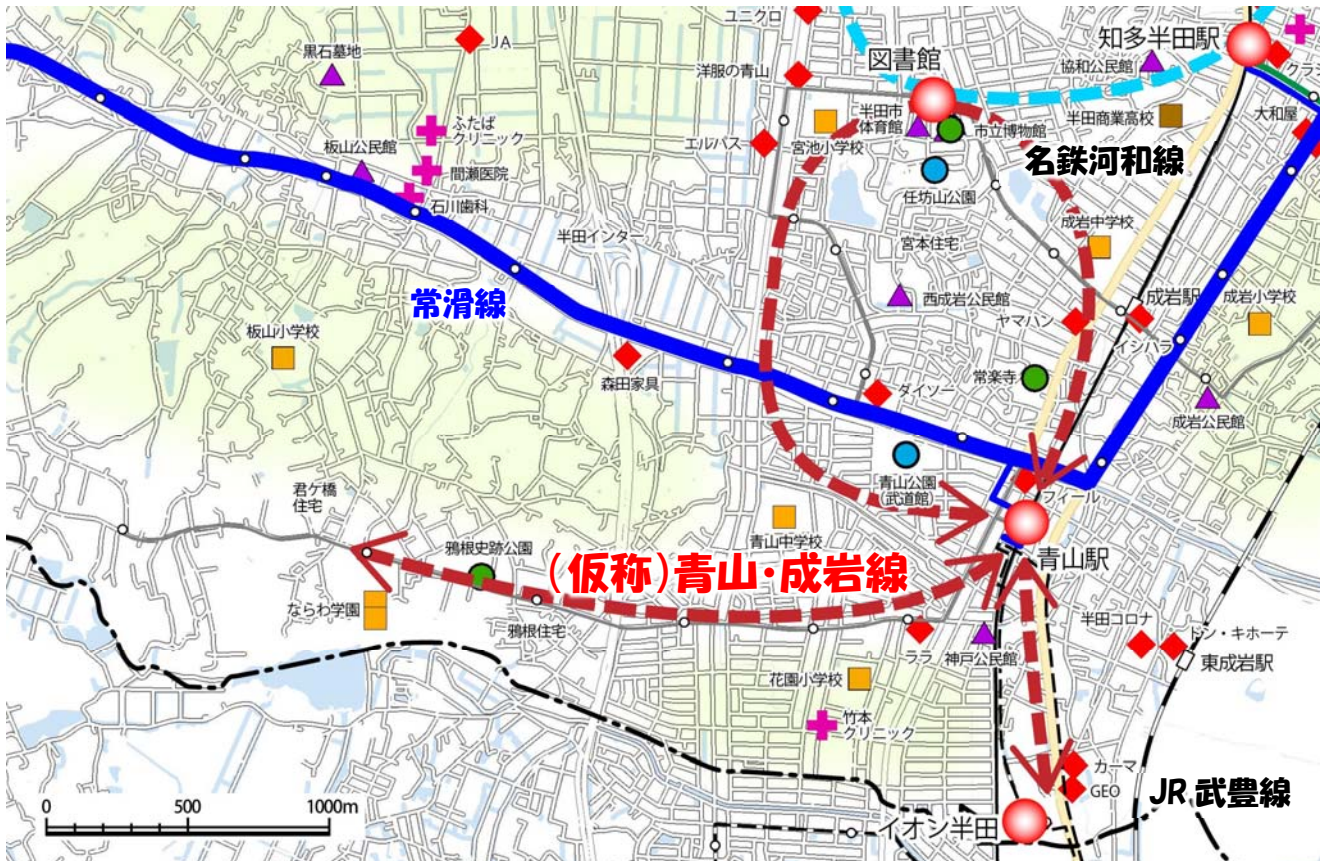 ユニクロ
知多半田駅
JA
黒石墓地
図書館
協和公民館
クラシ
洋服の青山
半田市
体育館
市立博物館
半田商業高校
大和屋
ふたば
クリニック
エルパス
宮池小学校
名鉄河和線
板山公民館
間瀬医院
任坊山公園
石川歯科
成岩中学校
半田インター
宮本住宅
常滑線
西成岩公民館
成岩駅
成岩小学校
板山小学校
ヤマハン
イシハラ
森田家具
常楽寺
ダイソー
成岩公民館
青山公園
(武道館)
君ケ橋
住宅
フィール
鴉根史跡公園
青山中学校
青山駅
(仮称)青山・成岩線
ならわ学園
鴉根住宅
半田コロナ
ドン・キホーテ
ララ
神戸公民館
東成岩駅
花園小学校
竹本
クリニック
カーマ
GEO
JR武豊線
0 500 1000m
イオン半田